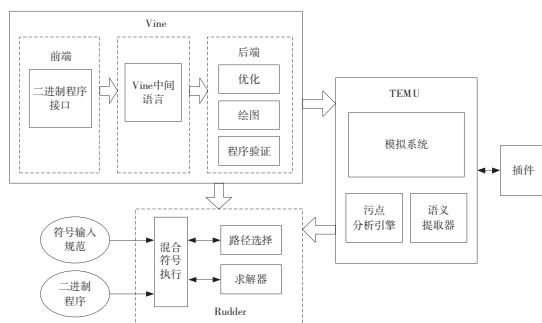 Vine
前端
二进制程序
接口
Vine中间
语言
后端
优化
绘图
程序验证
TEMU
模拟系统
污点
分析引擎
语义
提取器
插件
符号输入
规范
二进制
程序
混合
符号
执行
路径选择
求解器
Rudder